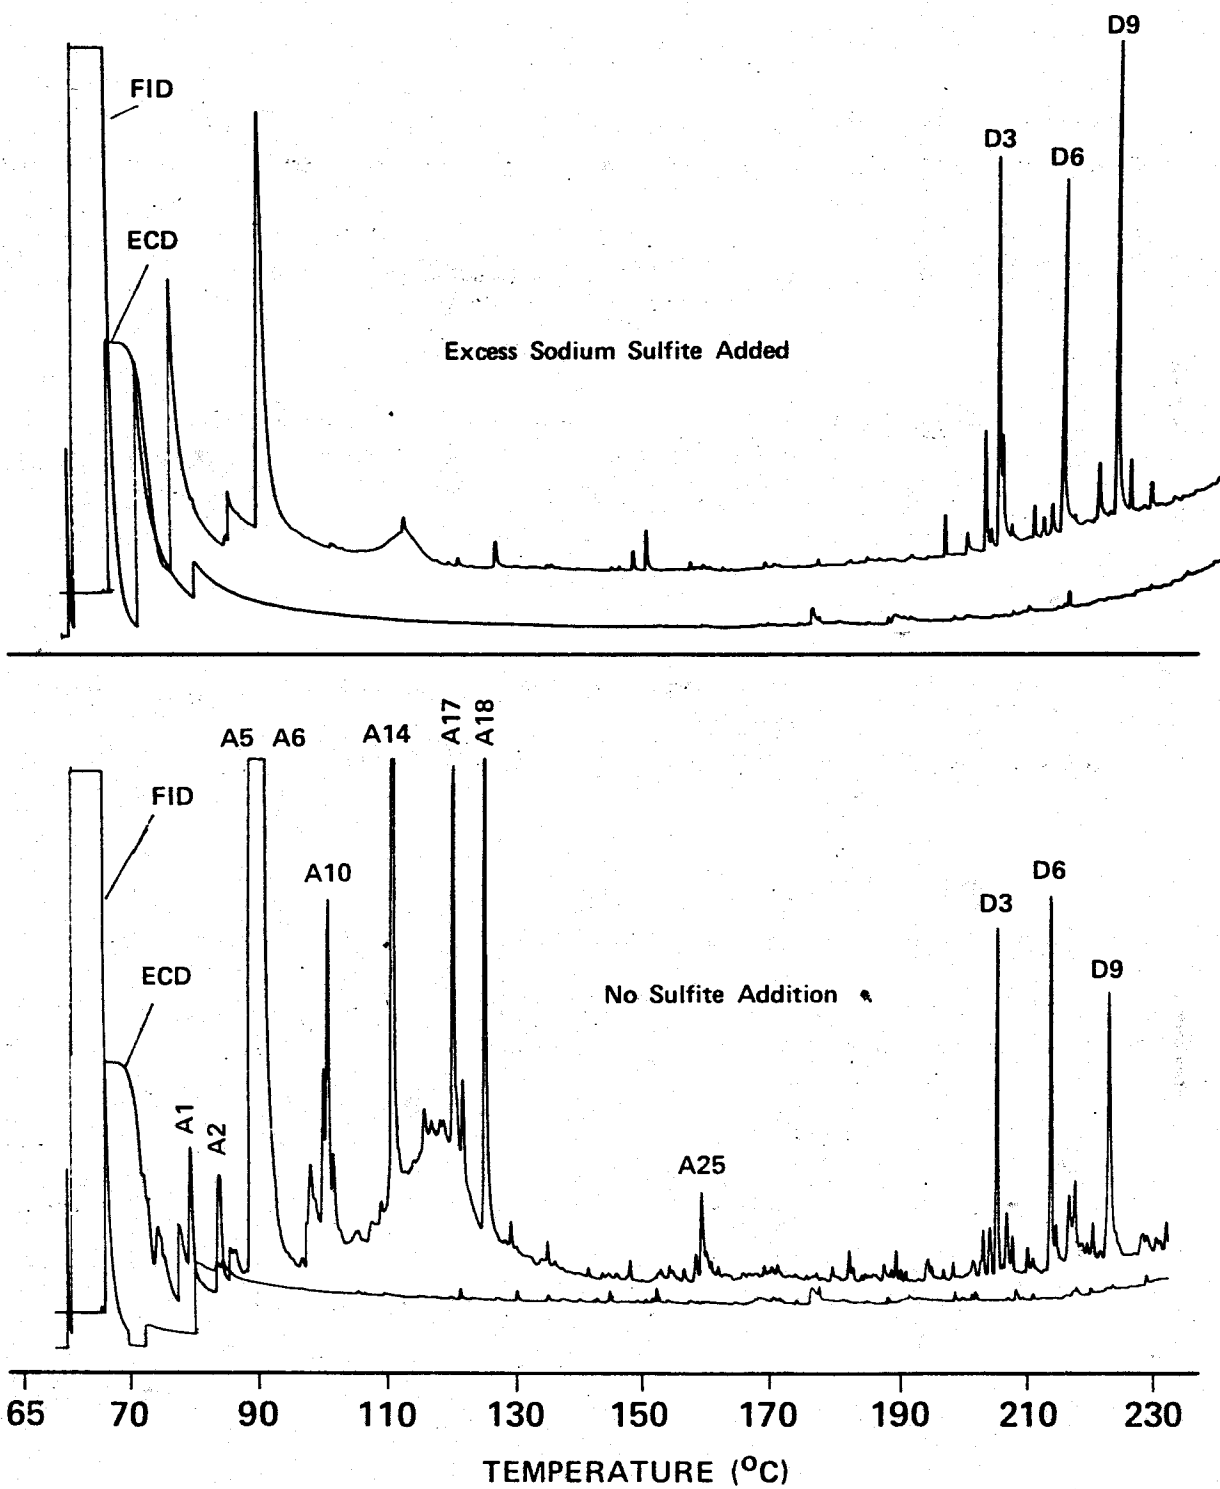 D9
FID
D3
D6
ECD
Excess Sodium Sulfite Added
A5 A6 A14 A17 A18
FID
A10
D6
D3
ECD
D9
No Sulfite Addition
A1
A2
A25
65 70 90 110 130 150 170 190 210 230
TEMPERATURE (°C)